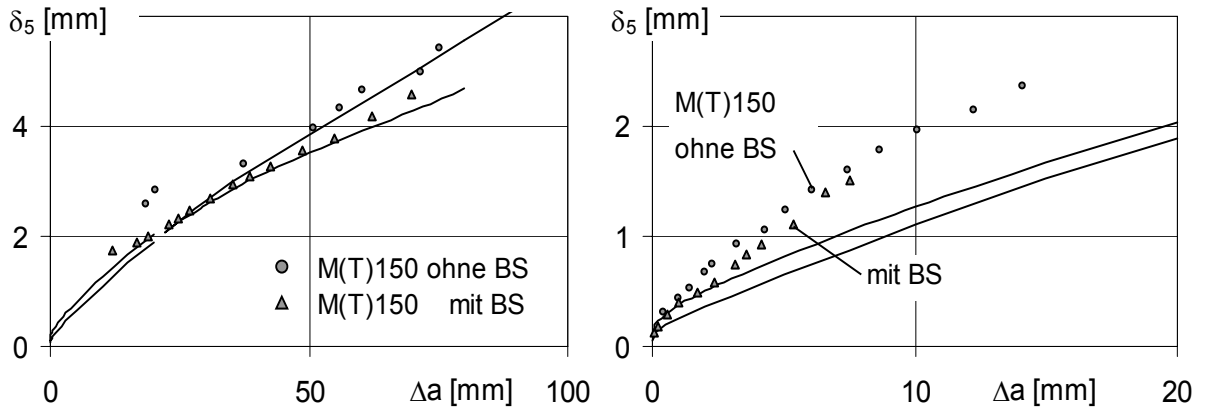 δ5 [mm]
4
2
0
M(T)150 ohne BS
M(T)150 mit BS
0
50
Δa [mm]
100
δ5 [mm]
2
1
0
M(T)150
ohne BS
mit BS
0
10
Δa [mm]
20